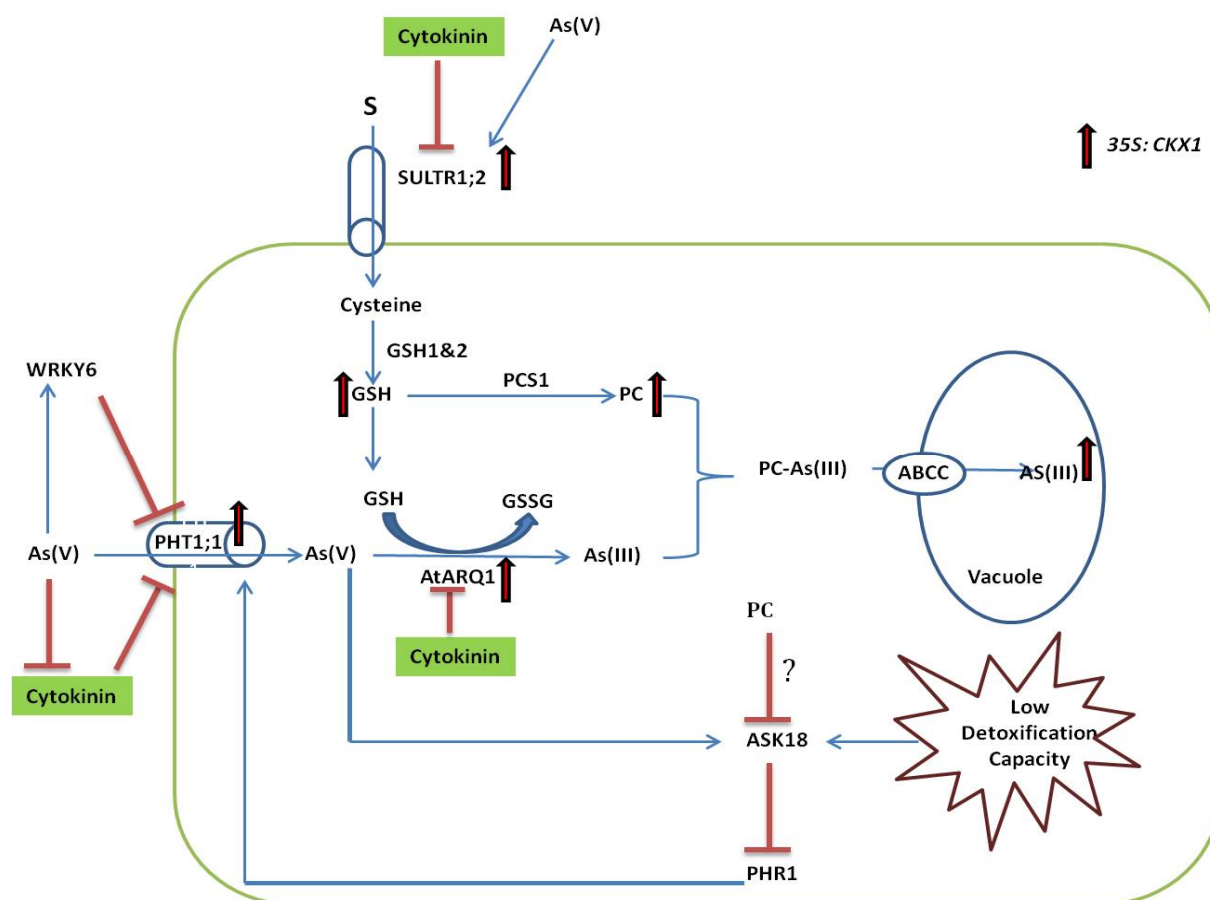 Cytokinin
As(V)
S
35S: CKX1
SULTR1;2
Cysteine
GSH1&2
WRKY6
GSH
PCS1
PC
PC-As(III)
ABCC
AS(III)
GSH
GSSG
As(V)
PHT1;1
As(V)
As(III)
AtARQ1
Vacuole
PC
Cytokinin
?
Cytokinin
Low
Detoxification
Capacity
ASK18
PHR1